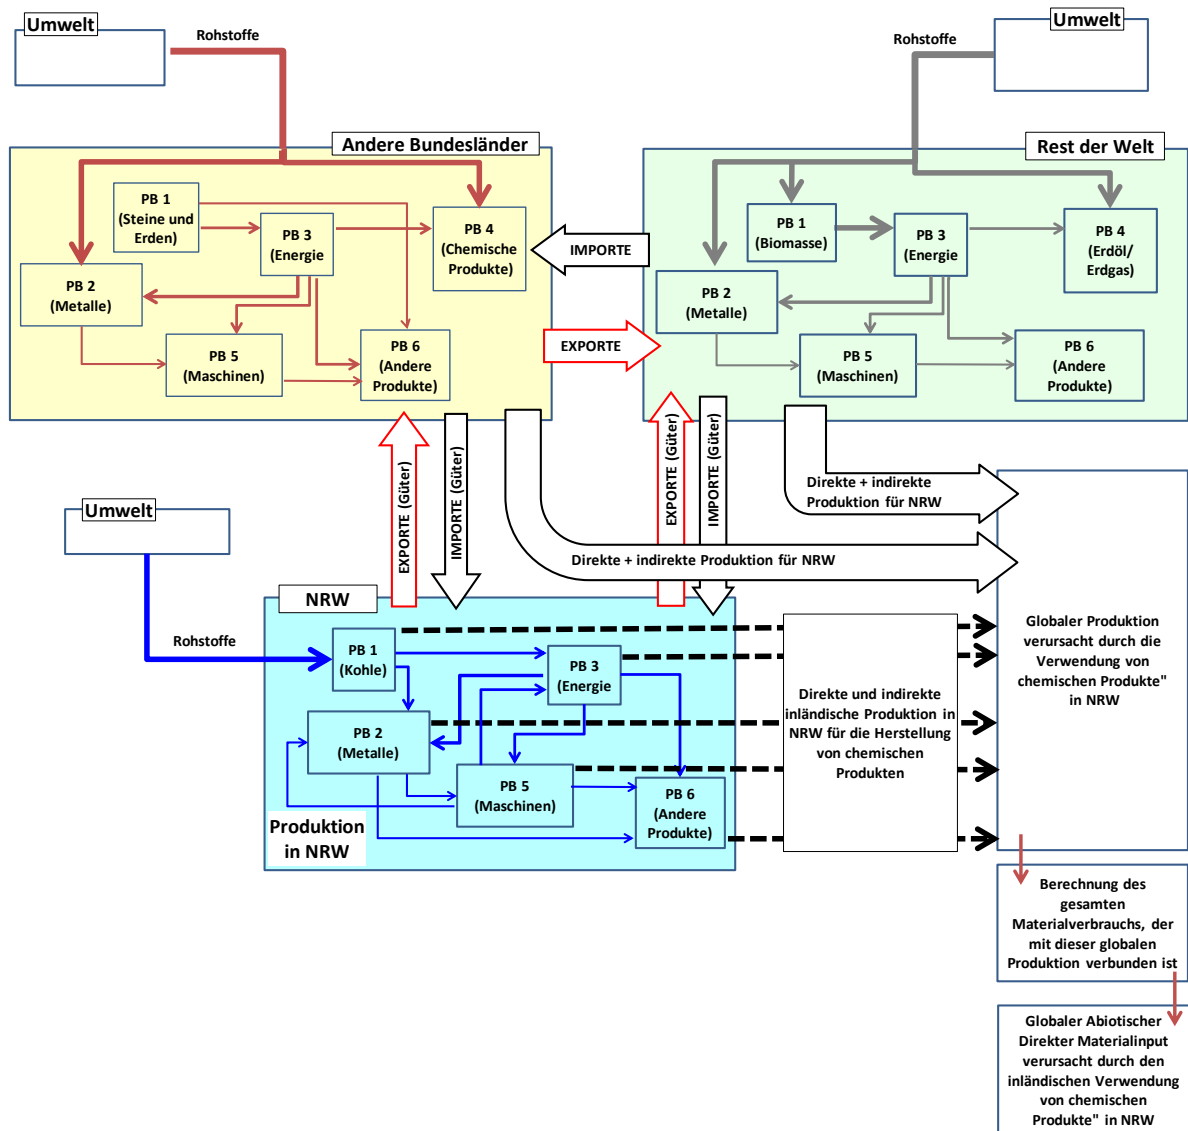 Umwelt
Rohstoffe
Umwelt
Rohstoffe
Andere Bundesländer
PB 1
(Steine und
Erden)
PB 3
(Energie
PB 4
(Chemische
Produkte)
PB 2
(Metalle)
PB 5
(Maschinen)
PB 6
(Andere
Produkte)
IMPORTE
EXPORTE
Rest der Welt
PB 1
(Biomasse)
PB 3
(Energie
PB 4
(Erdöl/
Erdgas)
PB 2
(Metalle)
PB 5
(Maschinen)
PB 6
(Andere
Produkte)
EXPORTE (Güter)
IMPORTE (Güter)
EXPORTE (Güter)
IMPORTE (Güter)
Direkte + indirekte
Produktion für NRW
Direkte + indirekte Produktion für NRW
Umwelt
Rohstoffe
NRW
PB 1
(Kohle)
PB 3
(Energie
PB 2
(Metalle)
PB 5
(Maschinen)
PB 6
(Andere
Produkte)
Produktion
in NRW
Direkte und indirekte
inländische Produktion in
NRW für die Herstellung
von chemischen
Produkten
Globaler Produktion
verursacht durch die
Verwendung von
chemischen Produkte"
in NRW
Berechnung des
gesamten
Materialverbrauchs, der
mit dieser globalen
Produktion verbunden ist
Globaler Abiotischer
Direkter Materialinput
verursacht durch den
inländischen Verwendung
von chemischen
Produkte" in NRW